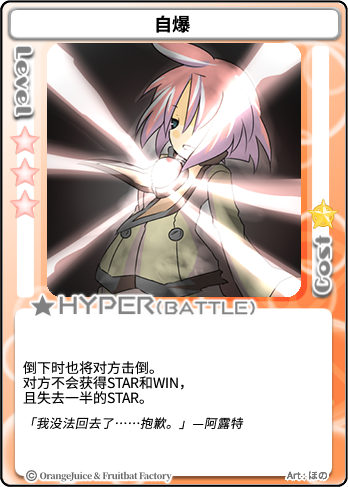 自爆
Level
Cost
HYPER(BATTLE)
倒下时也将对方击倒。
对方不会获得STAR和WIN，
且失去一半的STAR。
「我没法回去了……抱歉。」—阿露特
© OrangeJuice & Fruitbat Factory
Art : ほの